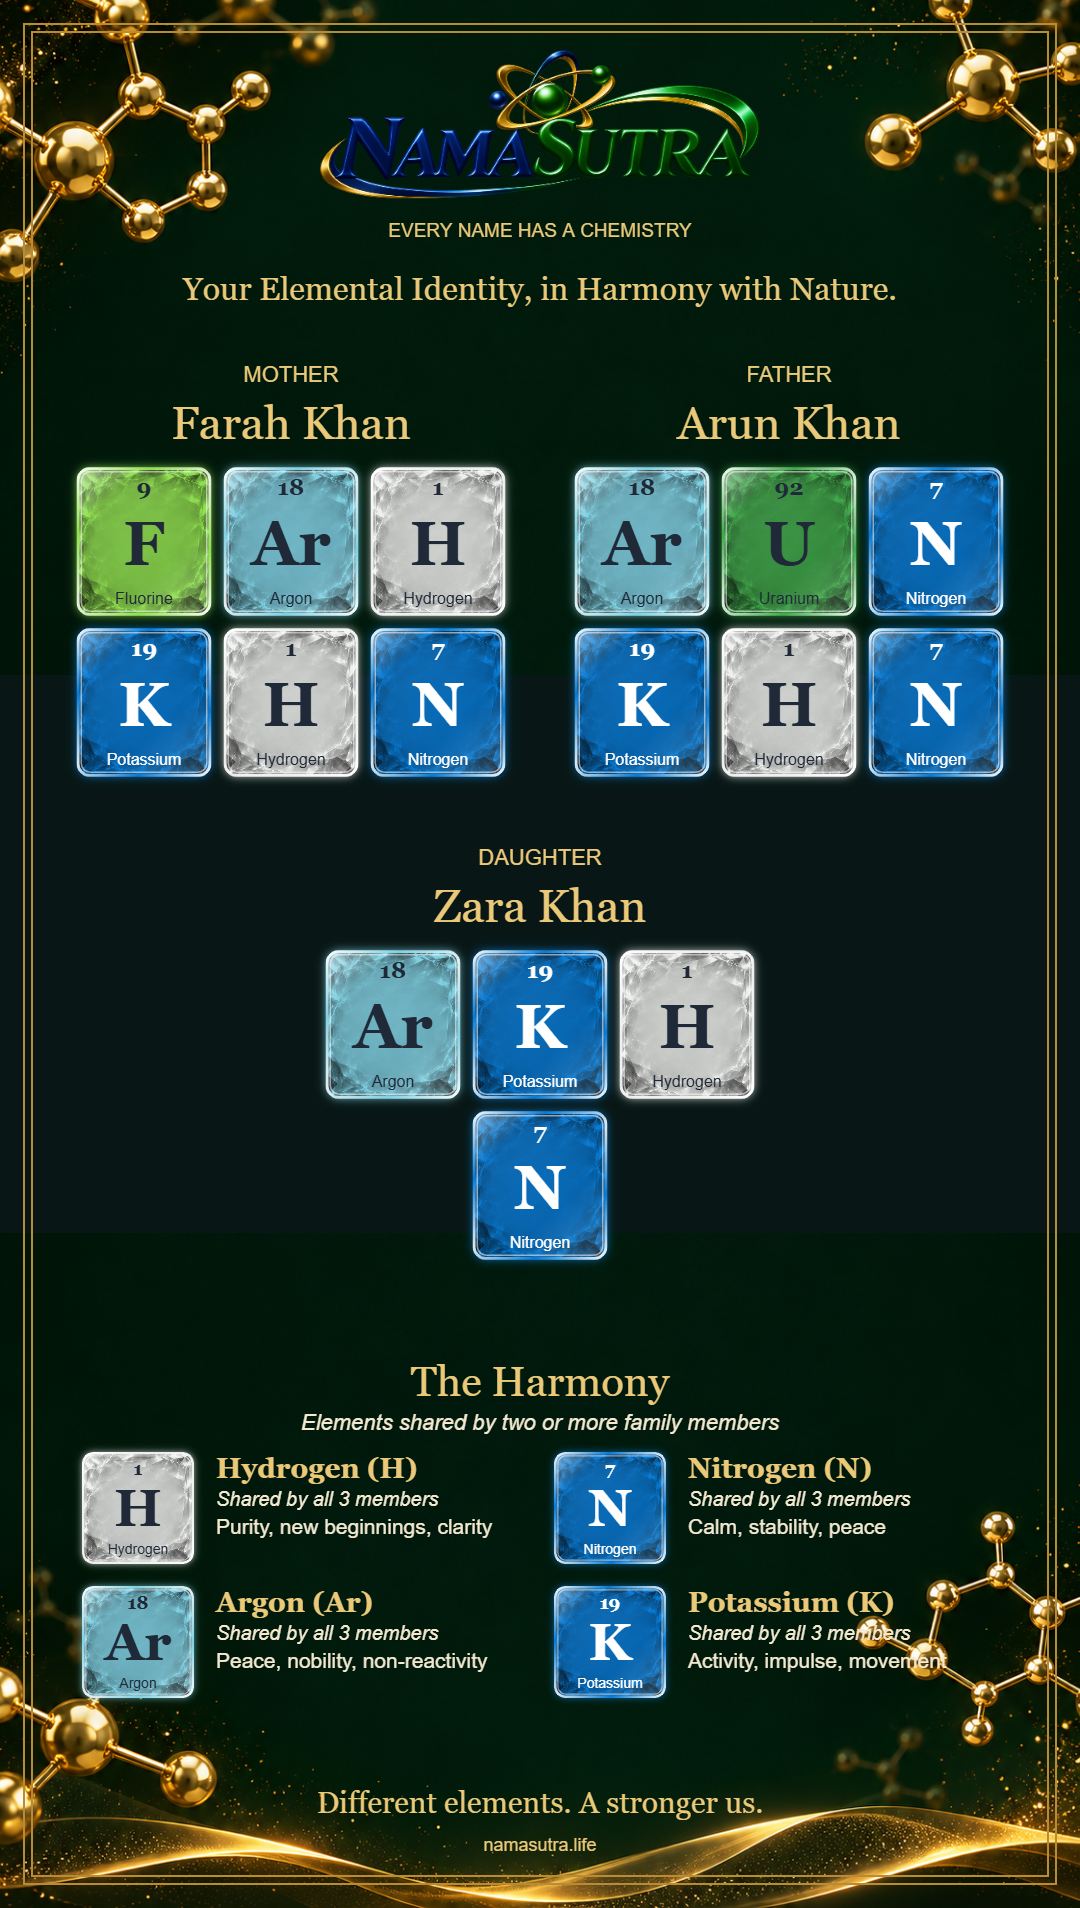 NAMASUTRA
EVERY NAME HAS A CHEMISTRY
Your Elemental Identity, in Harmony with Nature.
MOTHER
Farah Khan
9
F
Fluorine
18
Ar
Argon
1
H
Hydrogen
19
K
Potassium
1
H
Hydrogen
7
N
Nitrogen
FATHER
Arun Khan
18
Ar
Argon
92
U
Uranium
7
N
Nitrogen
19
K
Potassium
1
H
Hydrogen
7
N
Nitrogen
DAUGHTER
Zara Khan
18
Ar
Argon
19
K
Potassium
1
H
Hydrogen
7
N
Nitrogen
The Harmony
Elements shared by two or more family members
1
H
Hydrogen
Hydrogen (H)
Shared by all 3 members
Purity, new beginnings, clarity
7
N
Nitrogen
Nitrogen (N)
Shared by all 3 members
Calm, stability, peace
18
Ar
Argon
Argon (Ar)
Shared by all 3 members
Peace, nobility, non-reactivity
19
K
Potassium
Potassium (K)
Shared by all 3 members
Activity, impulse, movement
Different elements. A stronger us.
namasutra.life